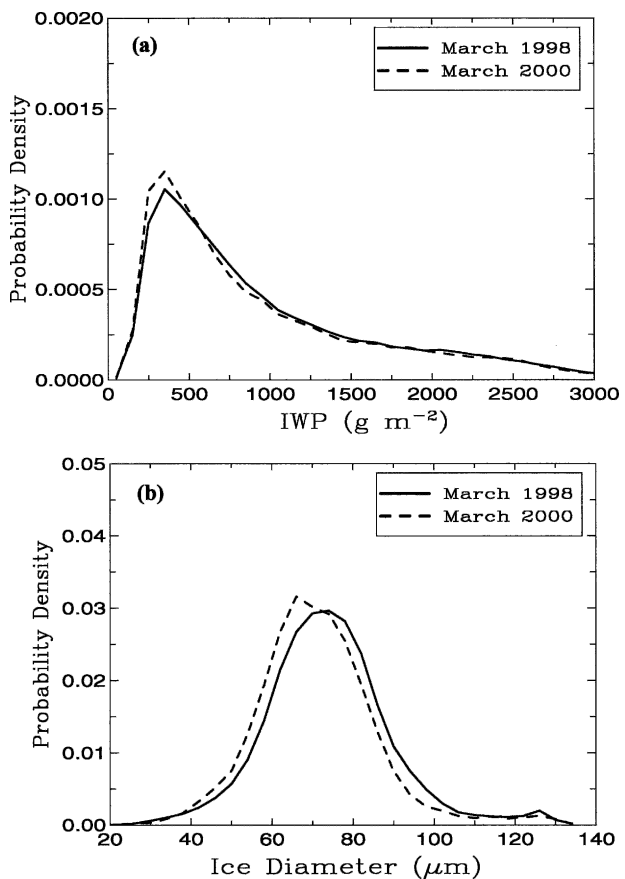 0.0020
(a)
March 1998
March 2000
0.0015
0.0010
0.0005
0.0000
Probability Density
0 500 1000 1500 2000 2500 3000
IWP (g m⁻²)
0.05
(b)
March 1998
March 2000
0.04
0.03
0.02
0.01
0.00
Probability Density
20 40 60 80 100 120 140
Ice Diameter (μm)